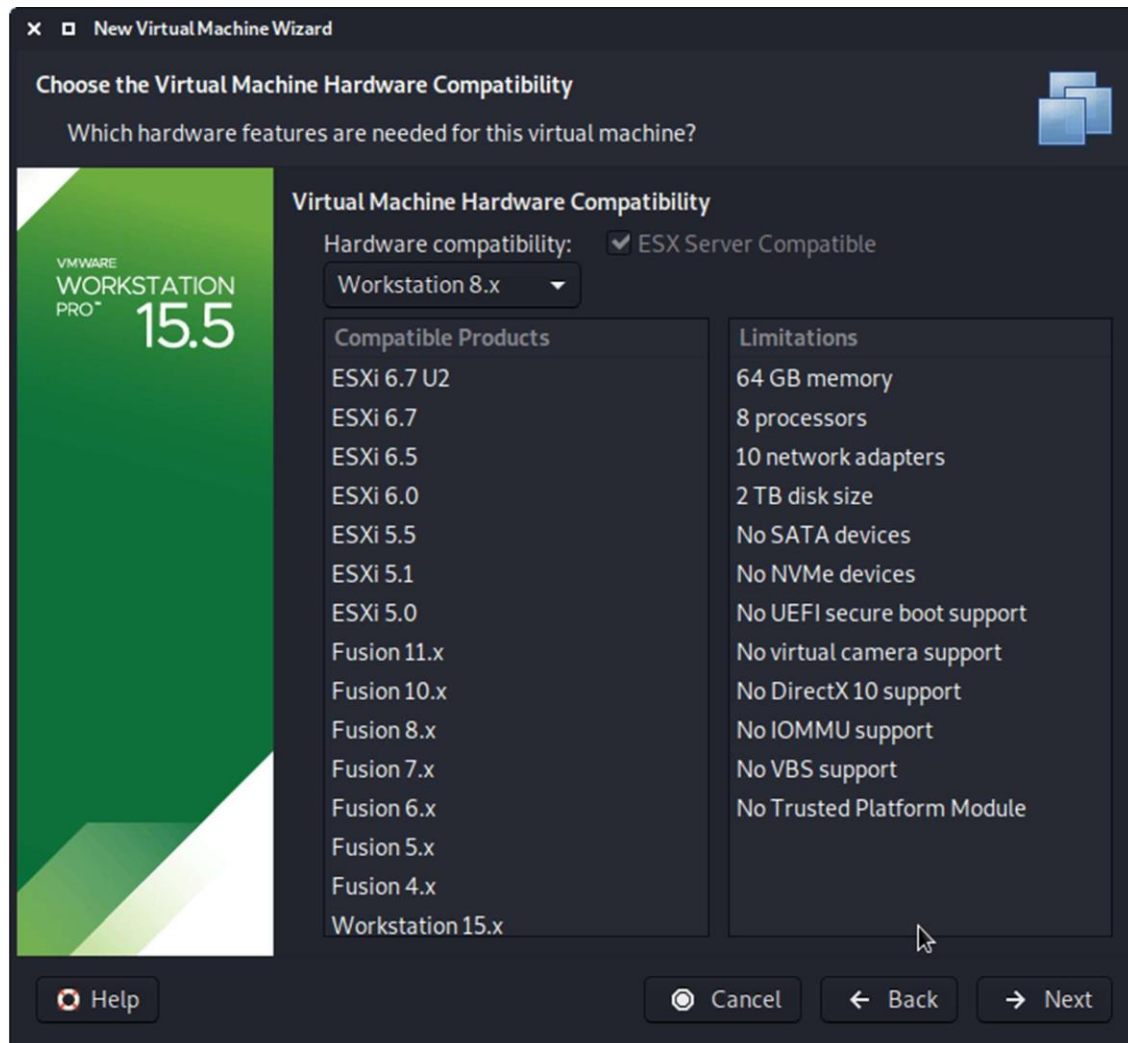 New Virtual Machine Wizard
Choose the Virtual Machine Hardware Compatibility
Which hardware features are needed for this virtual machine?
VMWARE
WORKSTATION
PRO™ 15.5
Virtual Machine Hardware Compatibility
Hardware compatibility: ESX Server Compatible
Workstation 8.x
Compatible Products
ESXi 6.7 U2
ESXi 6.7
ESXi 6.5
ESXi 6.0
ESXi 5.5
ESXi 5.1
ESXi 5.0
Fusion 11.x
Fusion 10.x
Fusion 8.x
Fusion 7.x
Fusion 6.x
Fusion 5.x
Fusion 4.x
Workstation 15.x
Limitations
64 GB memory
8 processors
10 network adapters
2 TB disk size
No SATA devices
No NVMe devices
No UEFI secure boot support
No virtual camera support
No DirectX 10 support
No IOMMU support
No VBS support
No Trusted Platform Module
Help
Cancel
Back
Next